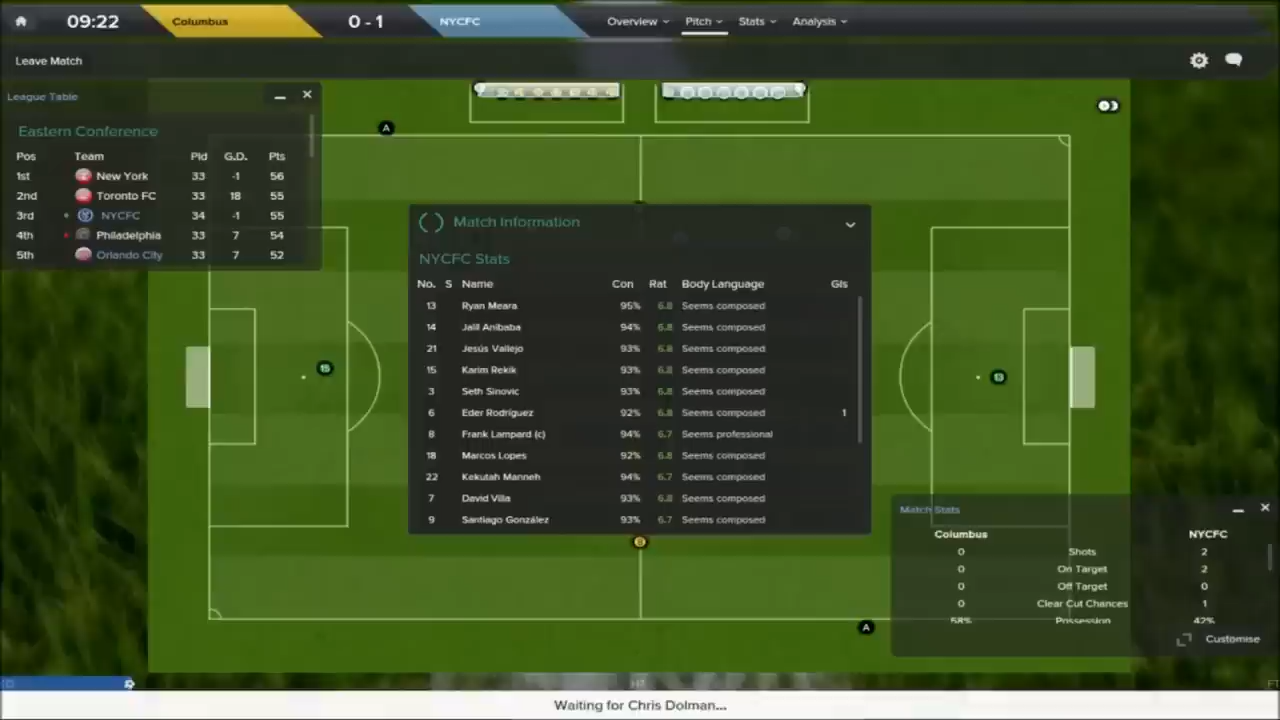 09:22 Columbus 0 - 1 NYCFC Overview Pitch Stats Analysis
Leave Match
League Table
Eastern Conference
Pos Team Pld G.D. Pts
1st New York 33 -1 56
2nd Toronto FC 33 18 55
3rd NYCFC 34 -1 55
4th Philadelphia 33 7 54
5th Orlando City 33 7 52
A
Match Information
NYCFC Stats
No. S Name Con Rat Body Language Gls
13 Ryan Meara 95% 6.8 Seems composed
14 Jalil Anibaba 94% 6.8 Seems composed
21 Jesús Vallejo 93% 6.8 Seems composed
15 Karim Rekik 93% 6.8 Seems composed
3 Seth Sinovic 93% 6.8 Seems composed
6 Eder Rodríguez 92% 6.8 Seems composed 1
8 Frank Lampard (c) 94% 6.7 Seems professional
18 Marcos Lopes 92% 6.8 Seems composed
22 Kekutah Manneh 94% 6.7 Seems composed
7 David Villa 93% 6.8 Seems composed
9 Santiago González 93% 6.7 Seems composed
15
13
Match Stats
Columbus NYCFC
0 Shots 2
0 On Target 2
0 Off Target 0
0 Clear Cut Chances 1
58% Possession 42%
Customise
A
HT
FT
Waiting for Chris Dolman...